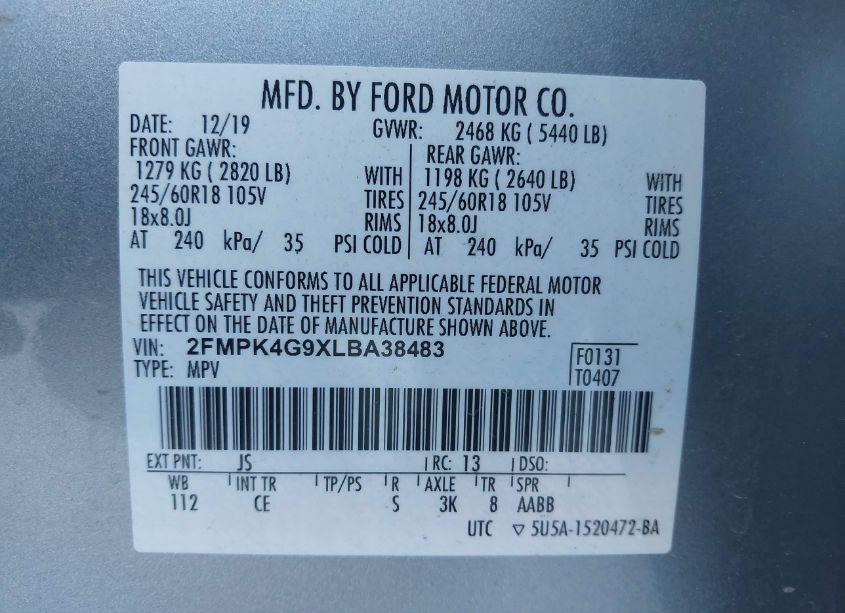 MFD. BY FORD MOTOR CO.
DATE: 12/19 GVWR: 2468 KG ( 5440 LB)
FRONT GAWR: REAR GAWR:
1279 KG ( 2820 LB) WITH 1198 KG ( 2640 LB) WITH
245/60R18 105V TIRES 245/60R18 105V TIRES
18x8.0J RIMS 18x8.0J RIMS
AT 240 kPa/ 35 PSI COLD AT 240 kPa/ 35 PSI COLD
THIS VEHICLE CONFORMS TO ALL APPLICABLE FEDERAL MOTOR
VEHICLE SAFETY AND THEFT PREVENTION STANDARDS IN
EFFECT ON THE DATE OF MANUFACTURE SHOWN ABOVE.
VIN: 2FMPK4G9XLBA38483 F0131
TYPE: MPV T0407
EXT PNT: JS RC: 13 DSO:
WB INT TR TP/PS R AXLE TR SPR
112 CE S 3K 8 AABB
UTC ▽ 5U5A-1520472-BA